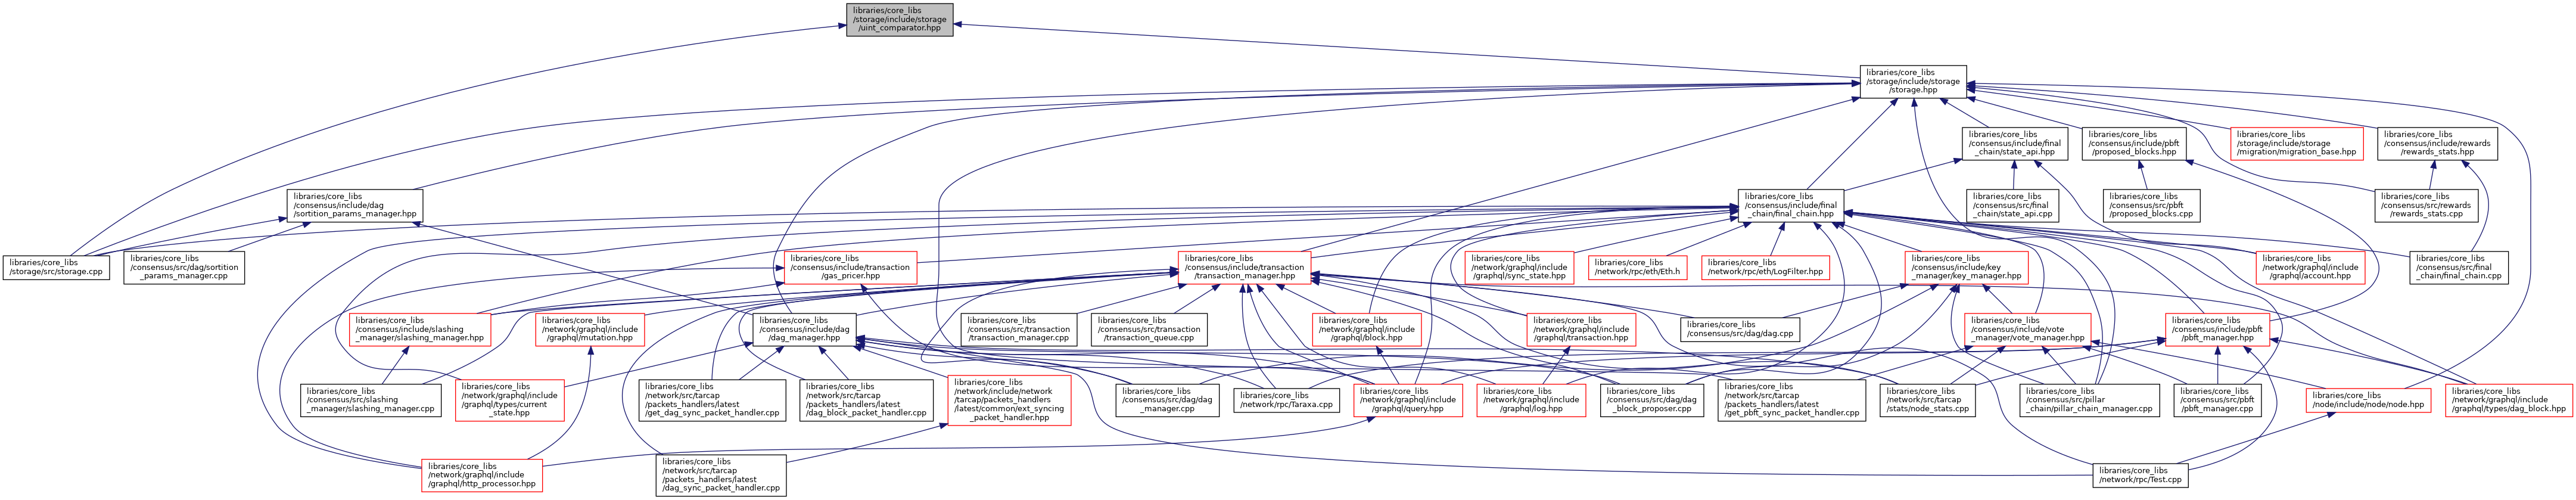 libraries/core_libs
/storage/include/storage
/uint_comparator.hpp
libraries/core_libs
/storage/include/storage
/storage.hpp
libraries/core_libs
/consensus/include/final
_chain/state_api.hpp
libraries/core_libs
/consensus/include/pbft
/proposed_blocks.hpp
libraries/core_libs
/storage/include/storage
/migration/migration_base.hpp
libraries/core_libs
/consensus/include/rewards
/rewards_stats.hpp
libraries/core_libs
/consensus/include/dag
/sortition_params_manager.hpp
libraries/core_libs
/consensus/include/final
_chain/final_chain.hpp
libraries/core_libs
/consensus/src/final
_chain/state_api.cpp
libraries/core_libs
/consensus/src/pbft
/proposed_blocks.cpp
libraries/core_libs
/consensus/src/rewards
/rewards_stats.cpp
libraries/core_libs
/storage/src/storage.cpp
libraries/core_libs
/consensus/src/dag/sortition
_params_manager.cpp
libraries/core_libs
/consensus/include/transaction
/gas_pricer.hpp
libraries/core_libs
/consensus/include/transaction
/transaction_manager.hpp
libraries/core_libs
/network/graphql/include
/graphql/sync_state.hpp
libraries/core_libs
/network/rpc/eth/Eth.h
libraries/core_libs
/network/rpc/eth/LogFilter.hpp
libraries/core_libs
/consensus/include/key
_manager/key_manager.hpp
libraries/core_libs
/network/graphql/include
/graphql/account.hpp
libraries/core_libs
/consensus/src/final
_chain/final_chain.cpp
libraries/core_libs
/consensus/include/slashing
_manager/slashing_manager.hpp
libraries/core_libs
/network/graphql/include
/graphql/mutation.hpp
libraries/core_libs
/consensus/include/dag
/dag_manager.hpp
libraries/core_libs
/consensus/src/transaction
/transaction_manager.cpp
libraries/core_libs
/consensus/src/transaction
/transaction_queue.cpp
libraries/core_libs
/network/graphql/include
/graphql/block.hpp
libraries/core_libs
/network/graphql/include
/graphql/transaction.hpp
libraries/core_libs
/consensus/src/dag/dag.cpp
libraries/core_libs
/consensus/include/vote
_manager/vote_manager.hpp
libraries/core_libs
/consensus/include/pbft
/pbft_manager.hpp
libraries/core_libs
/consensus/src/slashing
_manager/slashing_manager.cpp
libraries/core_libs
/network/graphql/include
/graphql/types/current
_state.hpp
libraries/core_libs
/network/src/tarcap
/packets_handlers/latest
/get_dag_sync_packet_handler.cpp
libraries/core_libs
/network/src/tarcap
/packets_handlers/latest
/dag_block_packet_handler.cpp
libraries/core_libs
/network/include/network
/tarcap/packets_handlers
/latest/common/ext_syncing
_packet_handler.hpp
libraries/core_libs
/consensus/src/dag/dag
_manager.cpp
libraries/core_libs
/network/rpc/Taraxa.cpp
libraries/core_libs
/network/graphql/include
/graphql/query.hpp
libraries/core_libs
/network/graphql/include
/graphql/log.hpp
libraries/core_libs
/consensus/src/dag/dag
_block_proposer.cpp
libraries/core_libs
/network/src/tarcap
/packets_handlers/latest
/get_pbft_sync_packet_handler.cpp
libraries/core_libs
/network/src/tarcap
/stats/node_stats.cpp
libraries/core_libs
/consensus/src/pillar
_chain/pillar_chain_manager.cpp
libraries/core_libs
/consensus/src/pbft
/pbft_manager.cpp
libraries/core_libs
/node/include/node/node.hpp
libraries/core_libs
/network/graphql/include
/graphql/types/dag_block.hpp
libraries/core_libs
/network/graphql/include
/graphql/http_processor.hpp
libraries/core_libs
/network/src/tarcap
/packets_handlers/latest
/dag_sync_packet_handler.cpp
libraries/core_libs
/network/rpc/Test.cpp